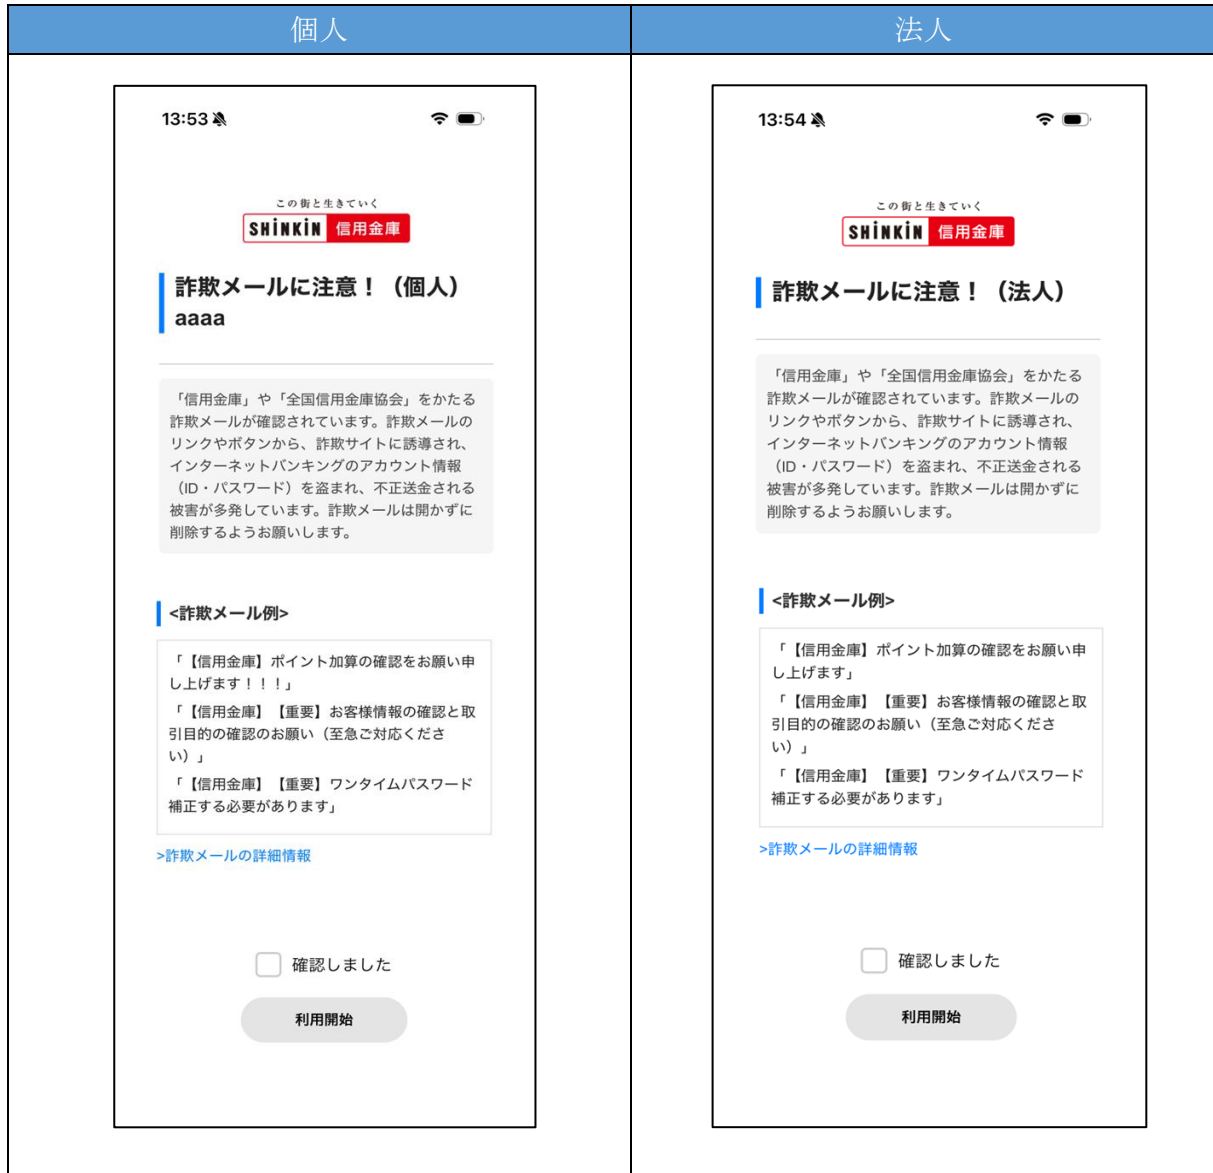 個人
13:53
この街と生きていく
SHINKIN 信用金庫
詐欺メールに注意！（個人）
aaaa
「信用金庫」や「全国信用金庫協会」をかたる
詐欺メールが確認されています。詐欺メールの
リンクやボタンから、詐欺サイトに誘導され、
インターネットバンキングのアカウント情報
（ID・パスワード）を盗まれ、不正送金される
被害が多発しています。詐欺メールは開かずに
削除するようお願いします。
<詐欺メール例>
「【信用金庫】ポイント加算の確認をお願い申
し上げます！！！」
「【信用金庫】【重要】お客様情報の確認と取
引目的の確認のお願い（至急ご対応くださ
い）」
「【信用金庫】【重要】ワンタイムパスワード
補正する必要があります」
>詐欺メールの詳細情報
確認しました
利用開始
法人
13:54
この街と生きていく
SHINKIN 信用金庫
詐欺メールに注意！（法人）
「信用金庫」や「全国信用金庫協会」をかたる
詐欺メールが確認されています。詐欺メールの
リンクやボタンから、詐欺サイトに誘導され、
インターネットバンキングのアカウント情報
（ID・パスワード）を盗まれ、不正送金される
被害が多発しています。詐欺メールは開かずに
削除するようお願いします。
<詐欺メール例>
「【信用金庫】ポイント加算の確認をお願い申
し上げます」
「【信用金庫】【重要】お客様情報の確認と取
引目的の確認のお願い（至急ご対応くださ
い）」
「【信用金庫】【重要】ワンタイムパスワード
補正する必要があります」
>詐欺メールの詳細情報
確認しました
利用開始